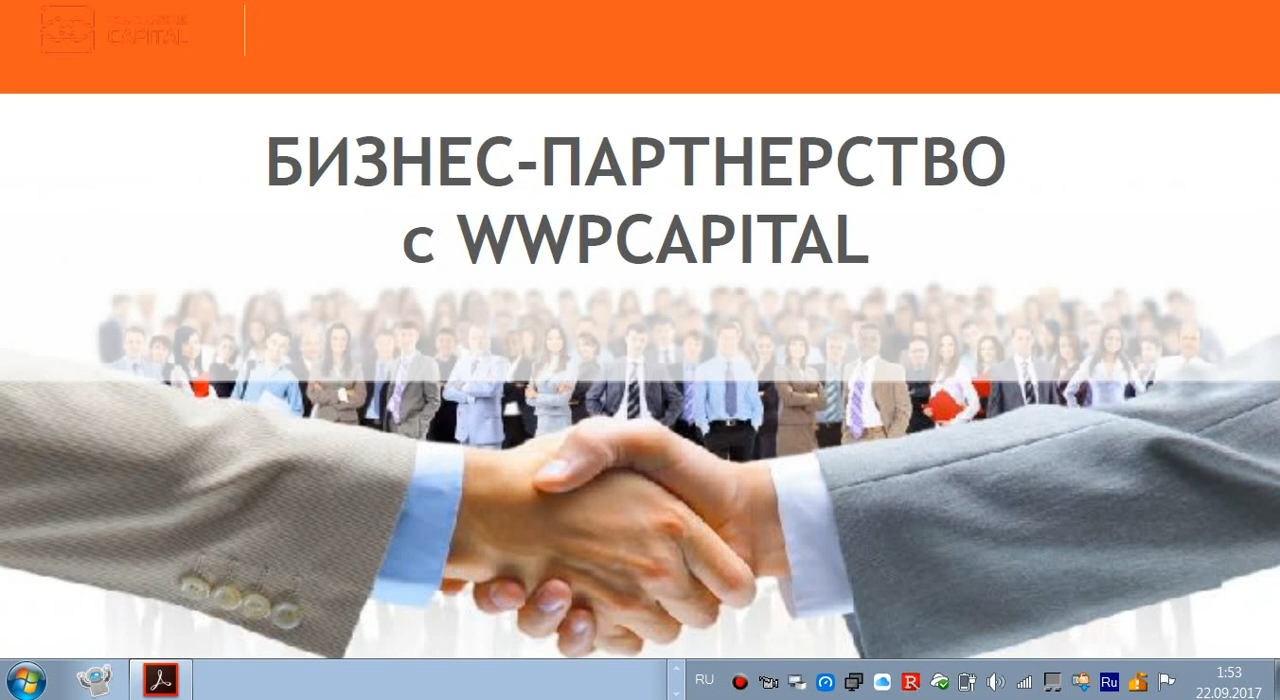 CAPITAL
БИЗНЕС-ПАРТНЕРСТВО
с WWPCAPITAL
RU
Ru
1:53
22.09.2017